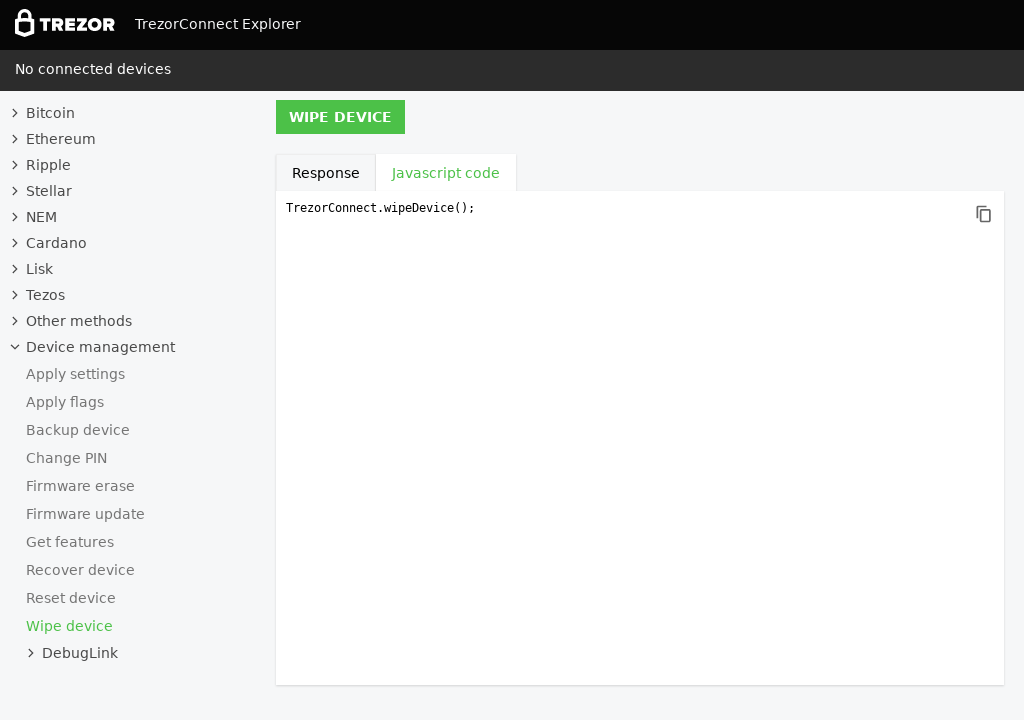 TREZOR TrezorConnect Explorer
No connected devices
Bitcoin
Ethereum
Ripple
Stellar
NEM
Cardano
Lisk
Tezos
Other methods
Device management
Apply settings
Apply flags
Backup device
Change PIN
Firmware erase
Firmware update
Get features
Recover device
Reset device
Wipe device
DebugLink
WIPE DEVICE
Response Javascript code
TrezorConnect.wipeDevice();